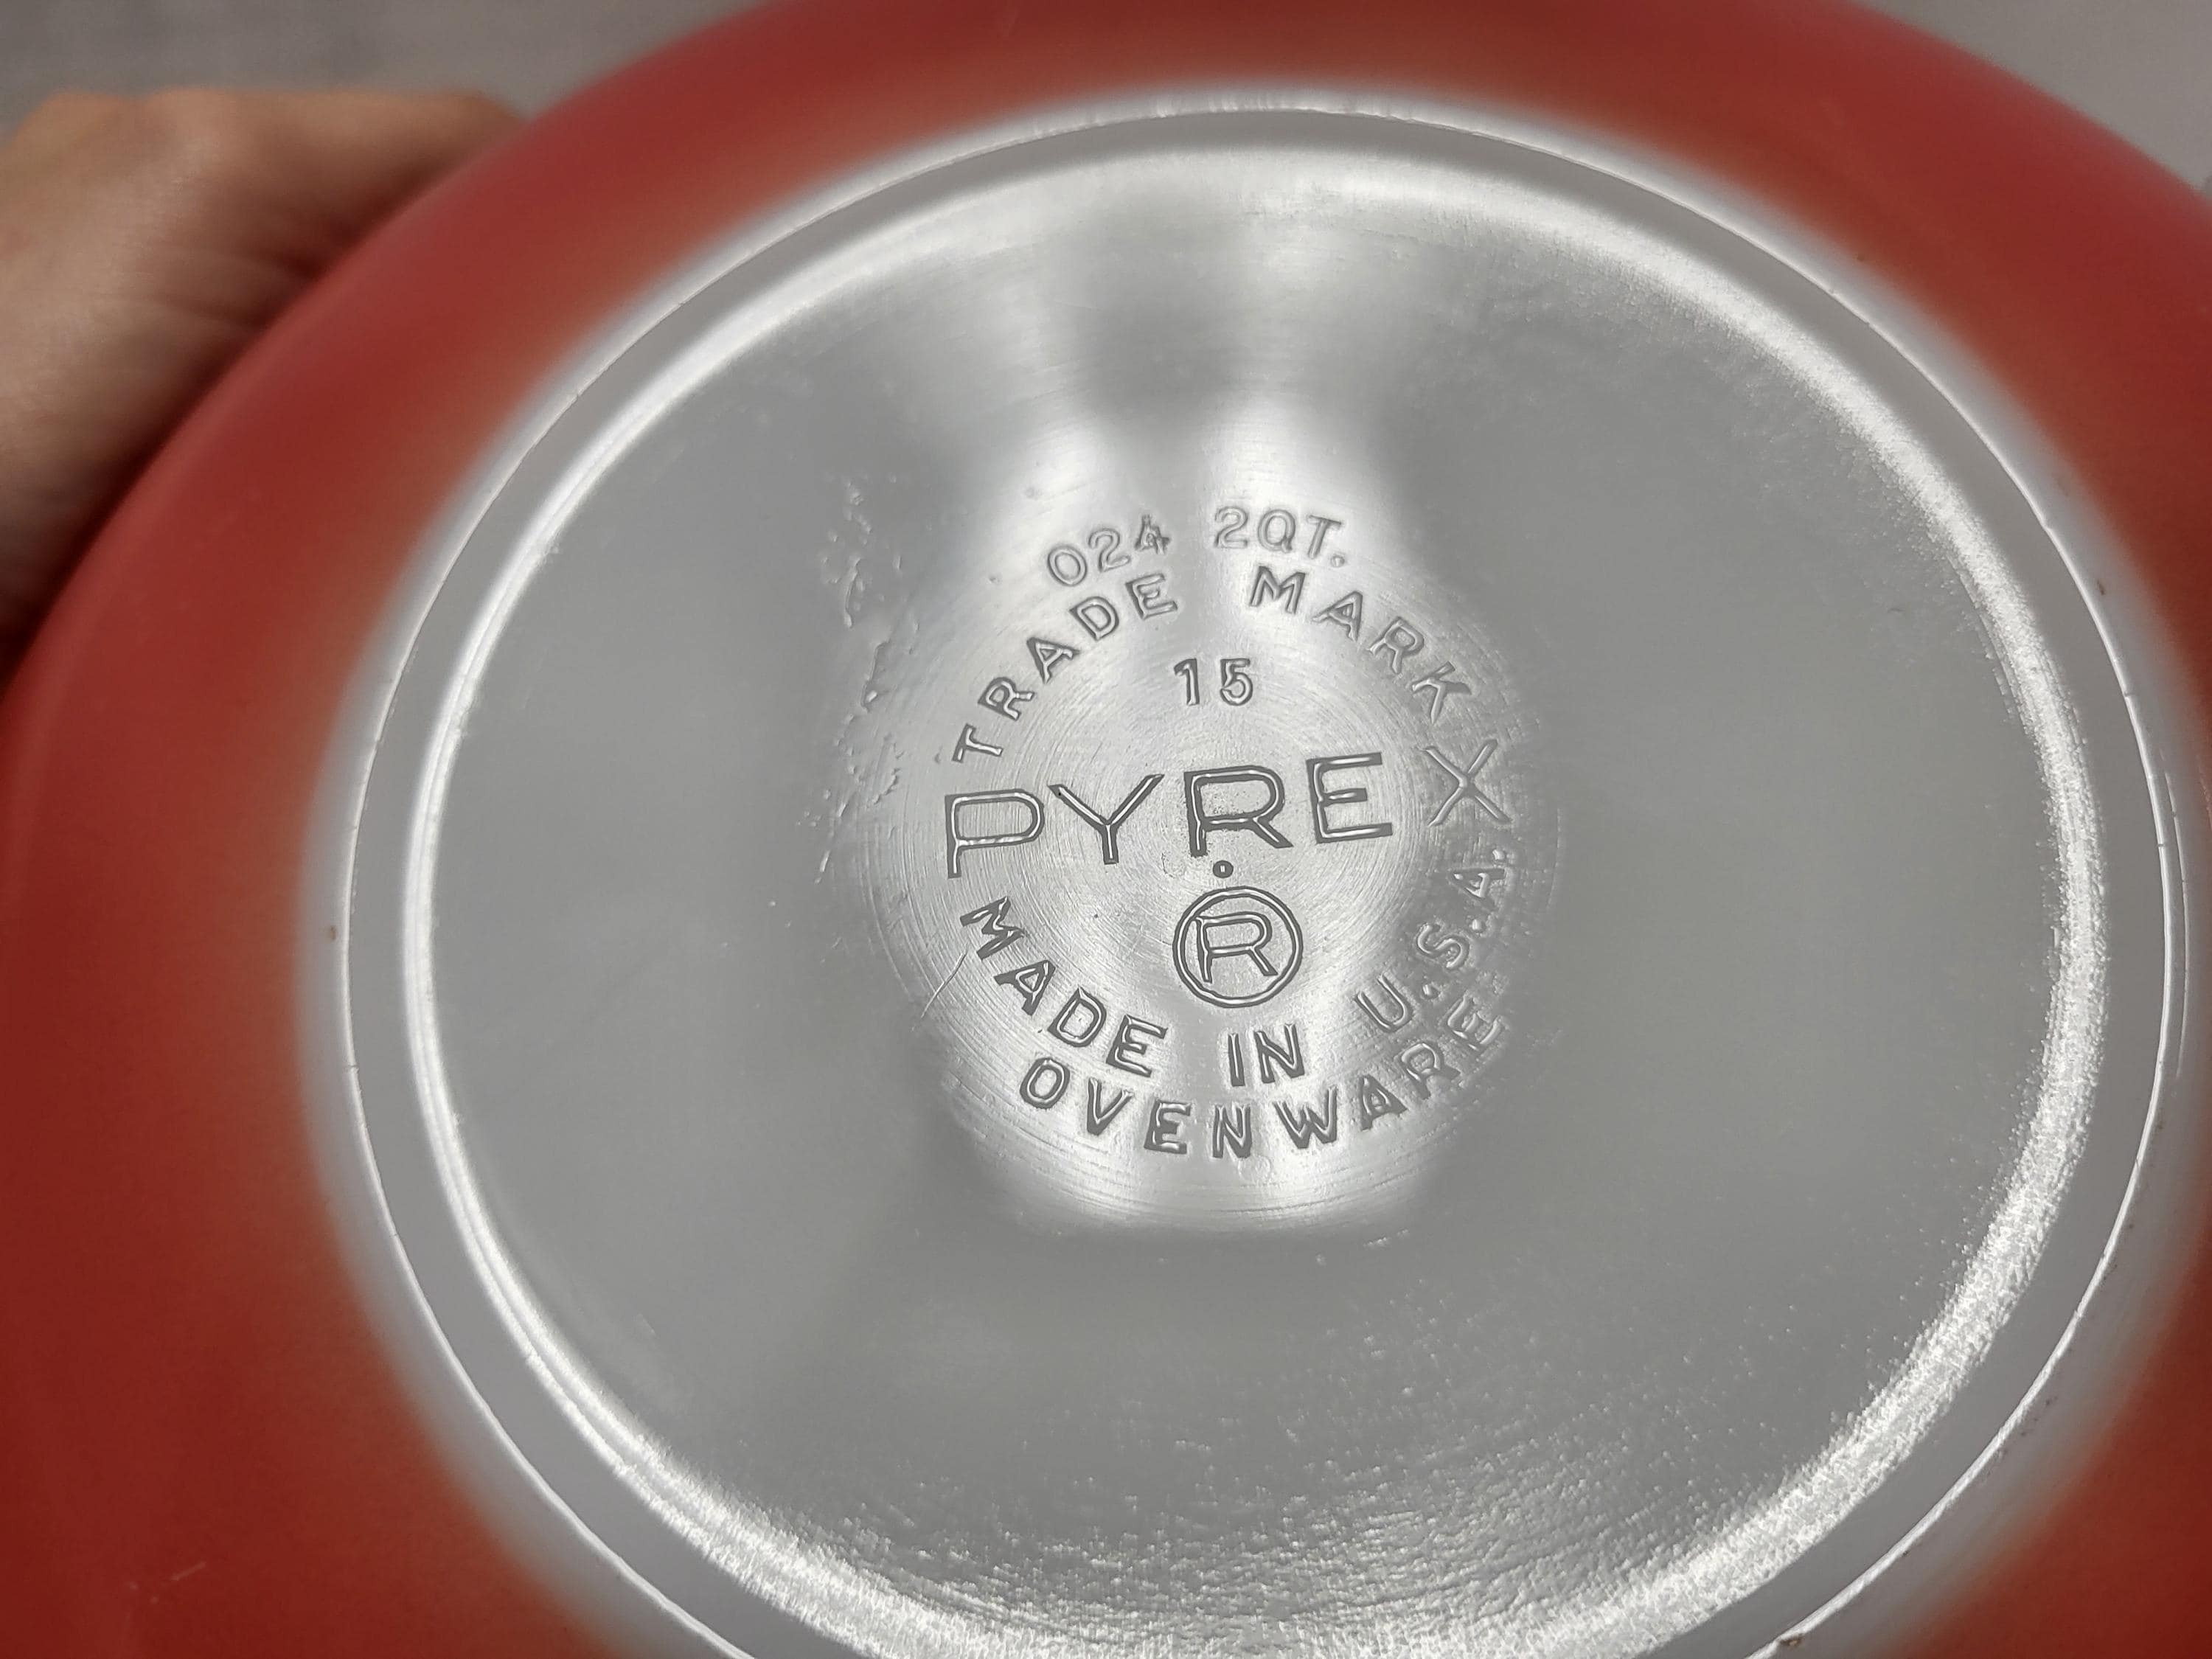 024 2QT.
TRADE MARK
15
PYREX
®
MADE IN U.S.A.
OVENWARE